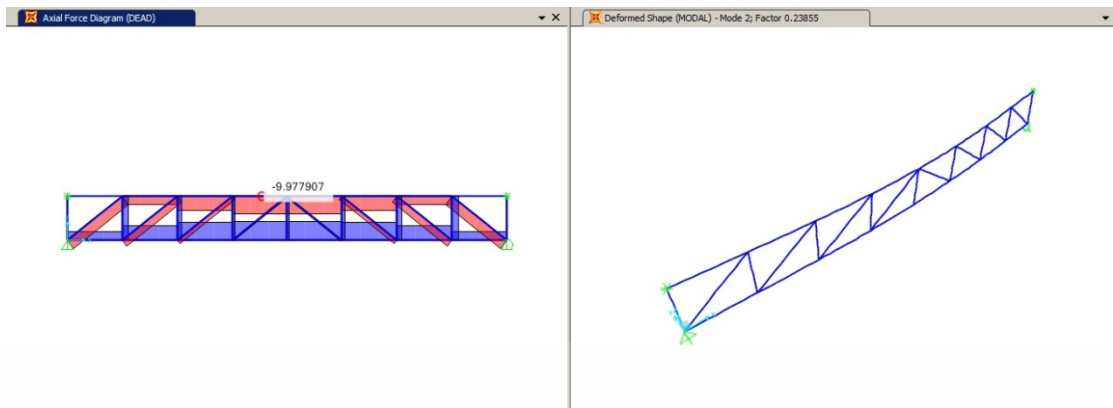 Axial Force Diagram (DEAD)
Deformed Shape (MODAL) - Mode 2; Factor 0.23855
-9.977907